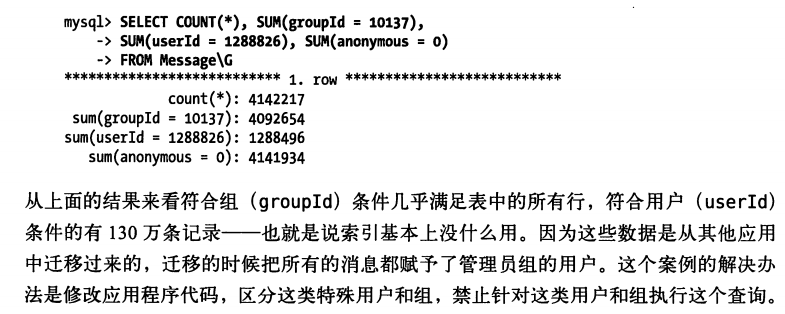 mysql> SELECT COUNT(*), SUM(groupId = 10137),
-> SUM(userId = 1288826), SUM(anonymous = 0)
-> FROM Message\G
*************************** 1. row ***************************
count(*): 4142217
sum(groupId = 10137): 4092654
sum(userId = 1288826): 1288496
sum(anonymous = 0): 4141934
从上面的结果来看符合组（groupId）条件几乎满足表中的所有行，符合用户（userId）
条件的有 130 万条记录——也就是说索引基本上没什么用。因为这些数据是从其他应用
中迁移过来的，迁移的时候把所有的消息都赋予了管理员组的用户。这个案例的解决办
法是修改应用程序代码，区分这类特殊用户和组，禁止针对这类用户和组执行这个查询。